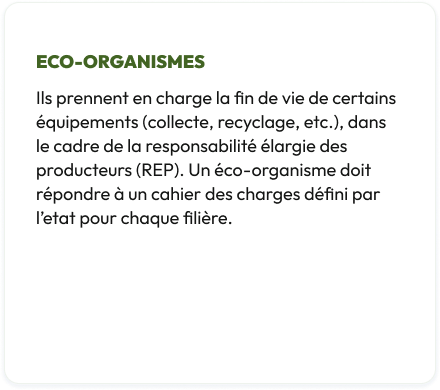 ECO-ORGANISMES
Ils prennent en charge la fin de vie de certains
équipements (collecte, recyclage, etc.), dans
le cadre de la responsabilité élargie des
producteurs (REP). Un éco-organisme doit
répondre à un cahier des charges défini par
l’etat pour chaque filière.